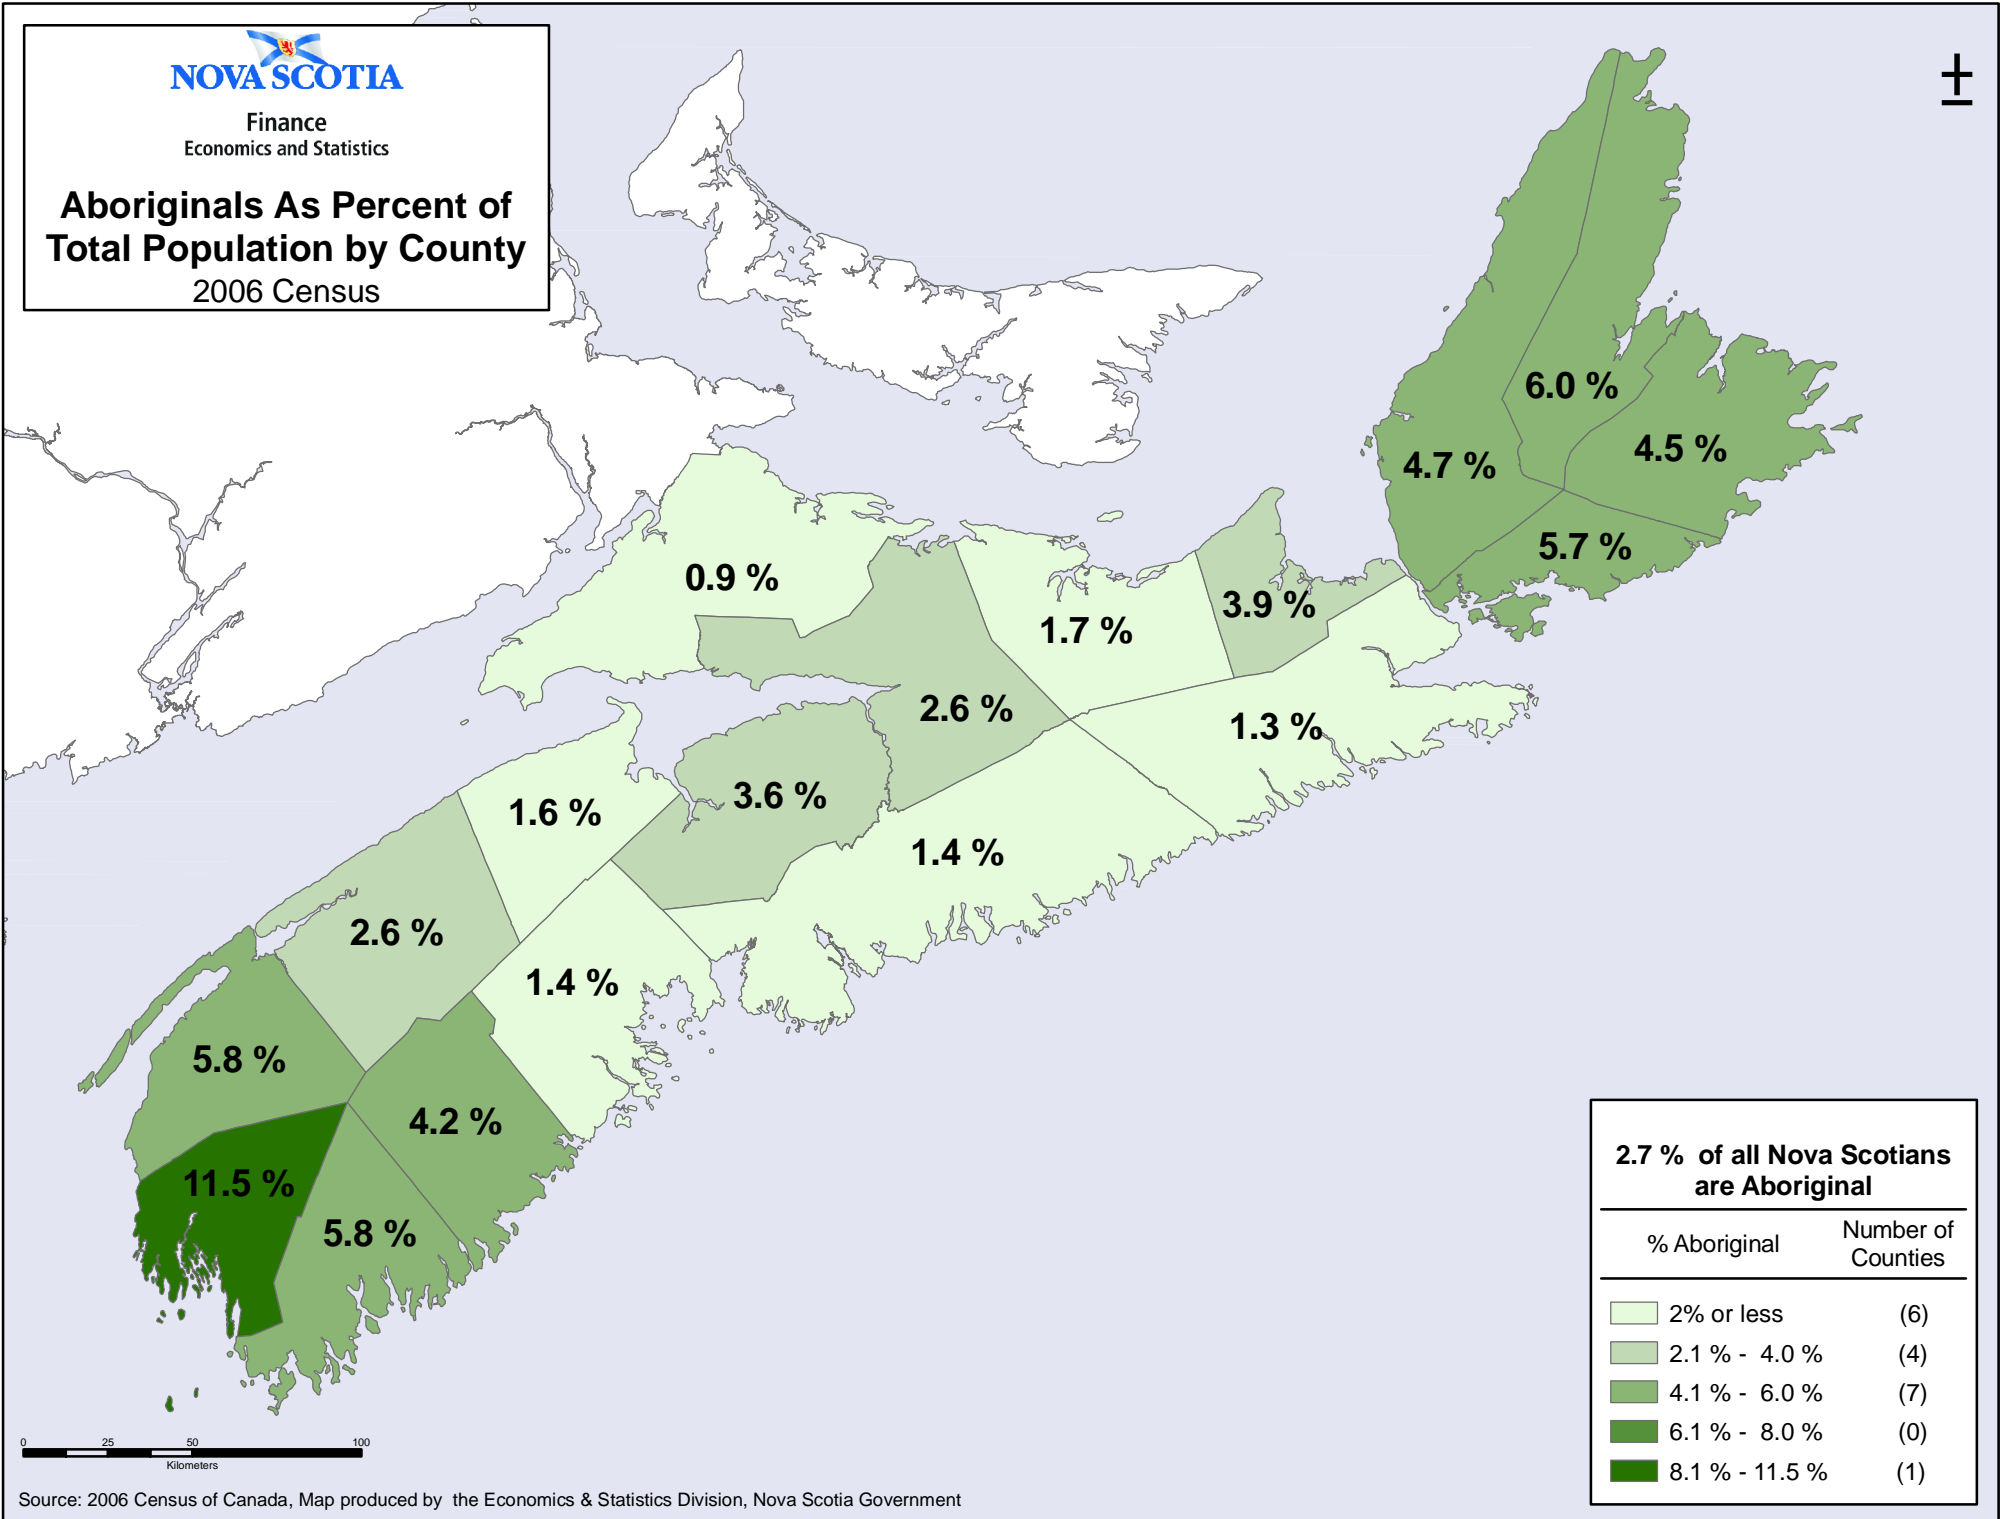 NOVA SCOTIA
Finance
Economics and Statistics
Aboriginals As Percent of
Total Population by County
2006 Census
±
6.0 %
4.5 %
4.7 %
5.7 %
0.9 %
3.9 %
1.7 %
2.6 %
1.3 %
3.6 %
1.6 %
1.4 %
2.6 %
1.4 %
5.8 %
4.2 %
11.5 %
5.8 %
2.7 % of all Nova Scotians
are Aboriginal
% Aboriginal
Number of
Counties
2% or less (6)
2.1 % - 4.0 % (4)
4.1 % - 6.0 % (7)
6.1 % - 8.0 % (0)
8.1 % - 11.5 % (1)
0 25 50 100
Kilometers
Source: 2006 Census of Canada, Map produced by the Economics & Statistics Division, Nova Scotia Government